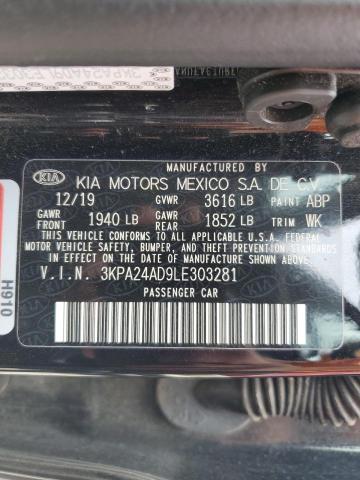 MANUFACTURED BY
KIA KIA MOTORS MEXICO S.A. DE C.V.
12/19 GVWR 3616 LB PAINT ABP
GAWR FRONT 1940 LB GAWR REAR 1852 LB TRIM WK
THIS VEHICLE CONFORMS TO ALL APPLICABLE U.S.A. FEDERAL
MOTOR VEHICLE SAFETY, BUMPER, AND THEFT PREVENTION
STANDARDS IN EFFECT ON THE DATE OF MANUFACTURE SHOWN ABOVE.
V.I.N. 3KPA24AD9LE303281
PASSENGER CAR
H910